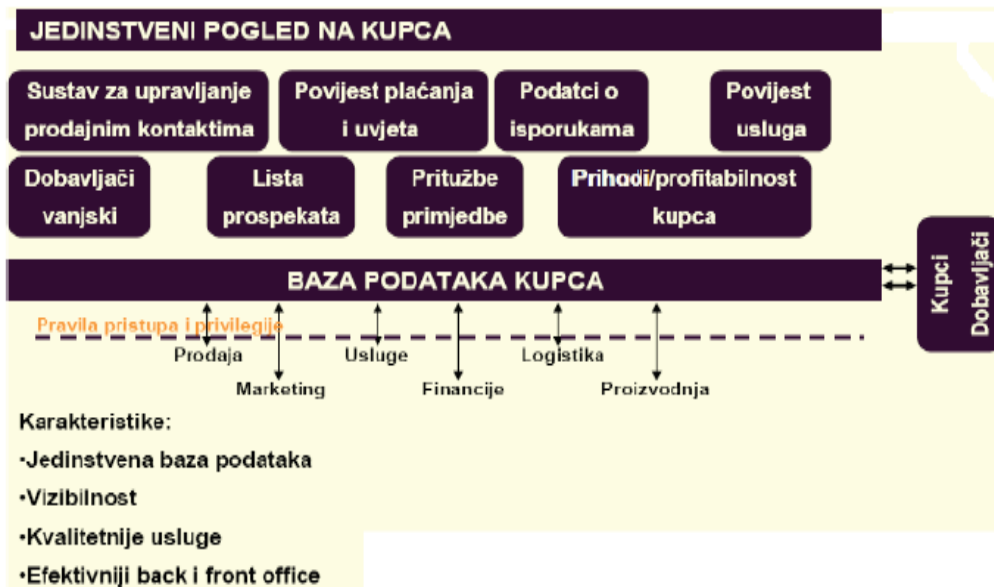 JEDINSTVENI POGLED NA KUPCA
Sustav za upravljanje
prodajnim kontaktima
Povijest plaćanja
i uvjeta
Podatci o
isporukama
Povijest
usluga
Dobavljači
vanjski
Lista
prospekata
Pritužbe
primjedbe
Prihodi/profitabilnost
kupca
BAZA PODATAKA KUPCA
Kupci
Dobavljači
Pravila pristupa i privilegije
Prodaja
Usluge
Logistika
Marketing
Financije
Proizvodnja
Karakteristike:
•Jedinstvena baza podataka
•Vizibilnost
•Kvalitetnije usluge
•Efektivniji back i front office